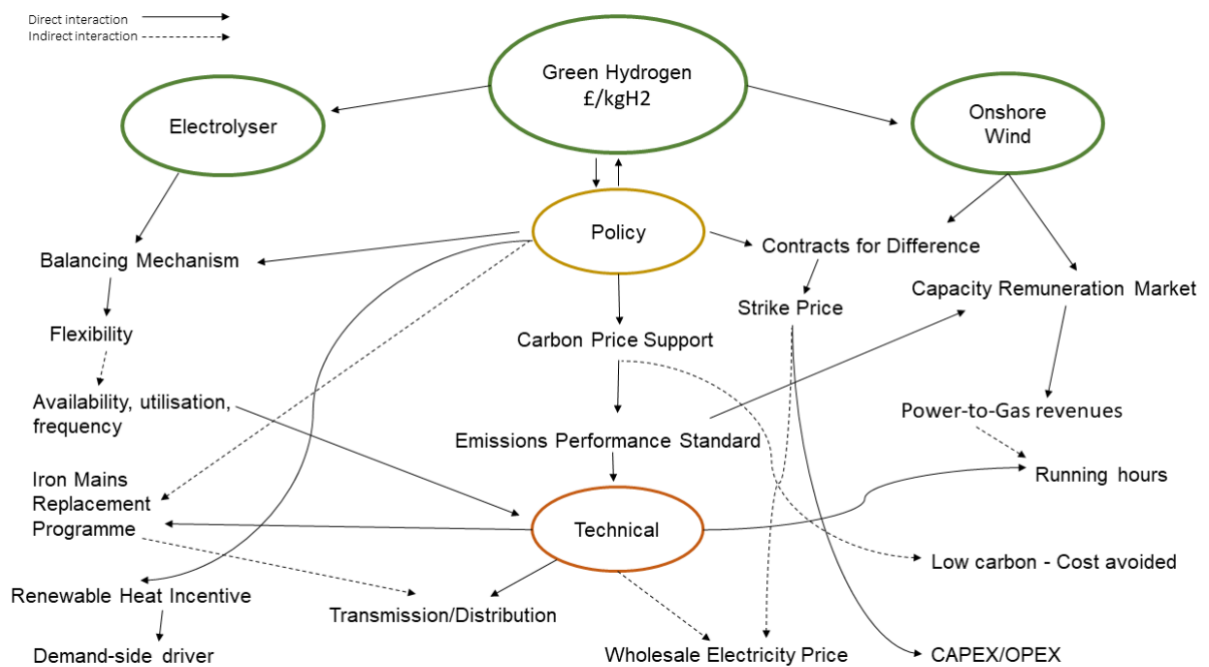 Direct interaction
Indirect interaction
Green Hydrogen
£/kgH2
Electrolyser
Onshore
Wind
Policy
Contracts for Difference
Balancing Mechanism
Capacity Remuneration Market
Strike Price
Flexibility
Carbon Price Support
Availability, utilisation,
frequency
Power-to-Gas revenues
Emissions Performance Standard
Iron Mains
Replacement
Programme
Running hours
Technical
Low carbon - Cost avoided
Renewable Heat Incentive
Transmission/Distribution
Demand-side driver
Wholesale Electricity Price
CAPEX/OPEX